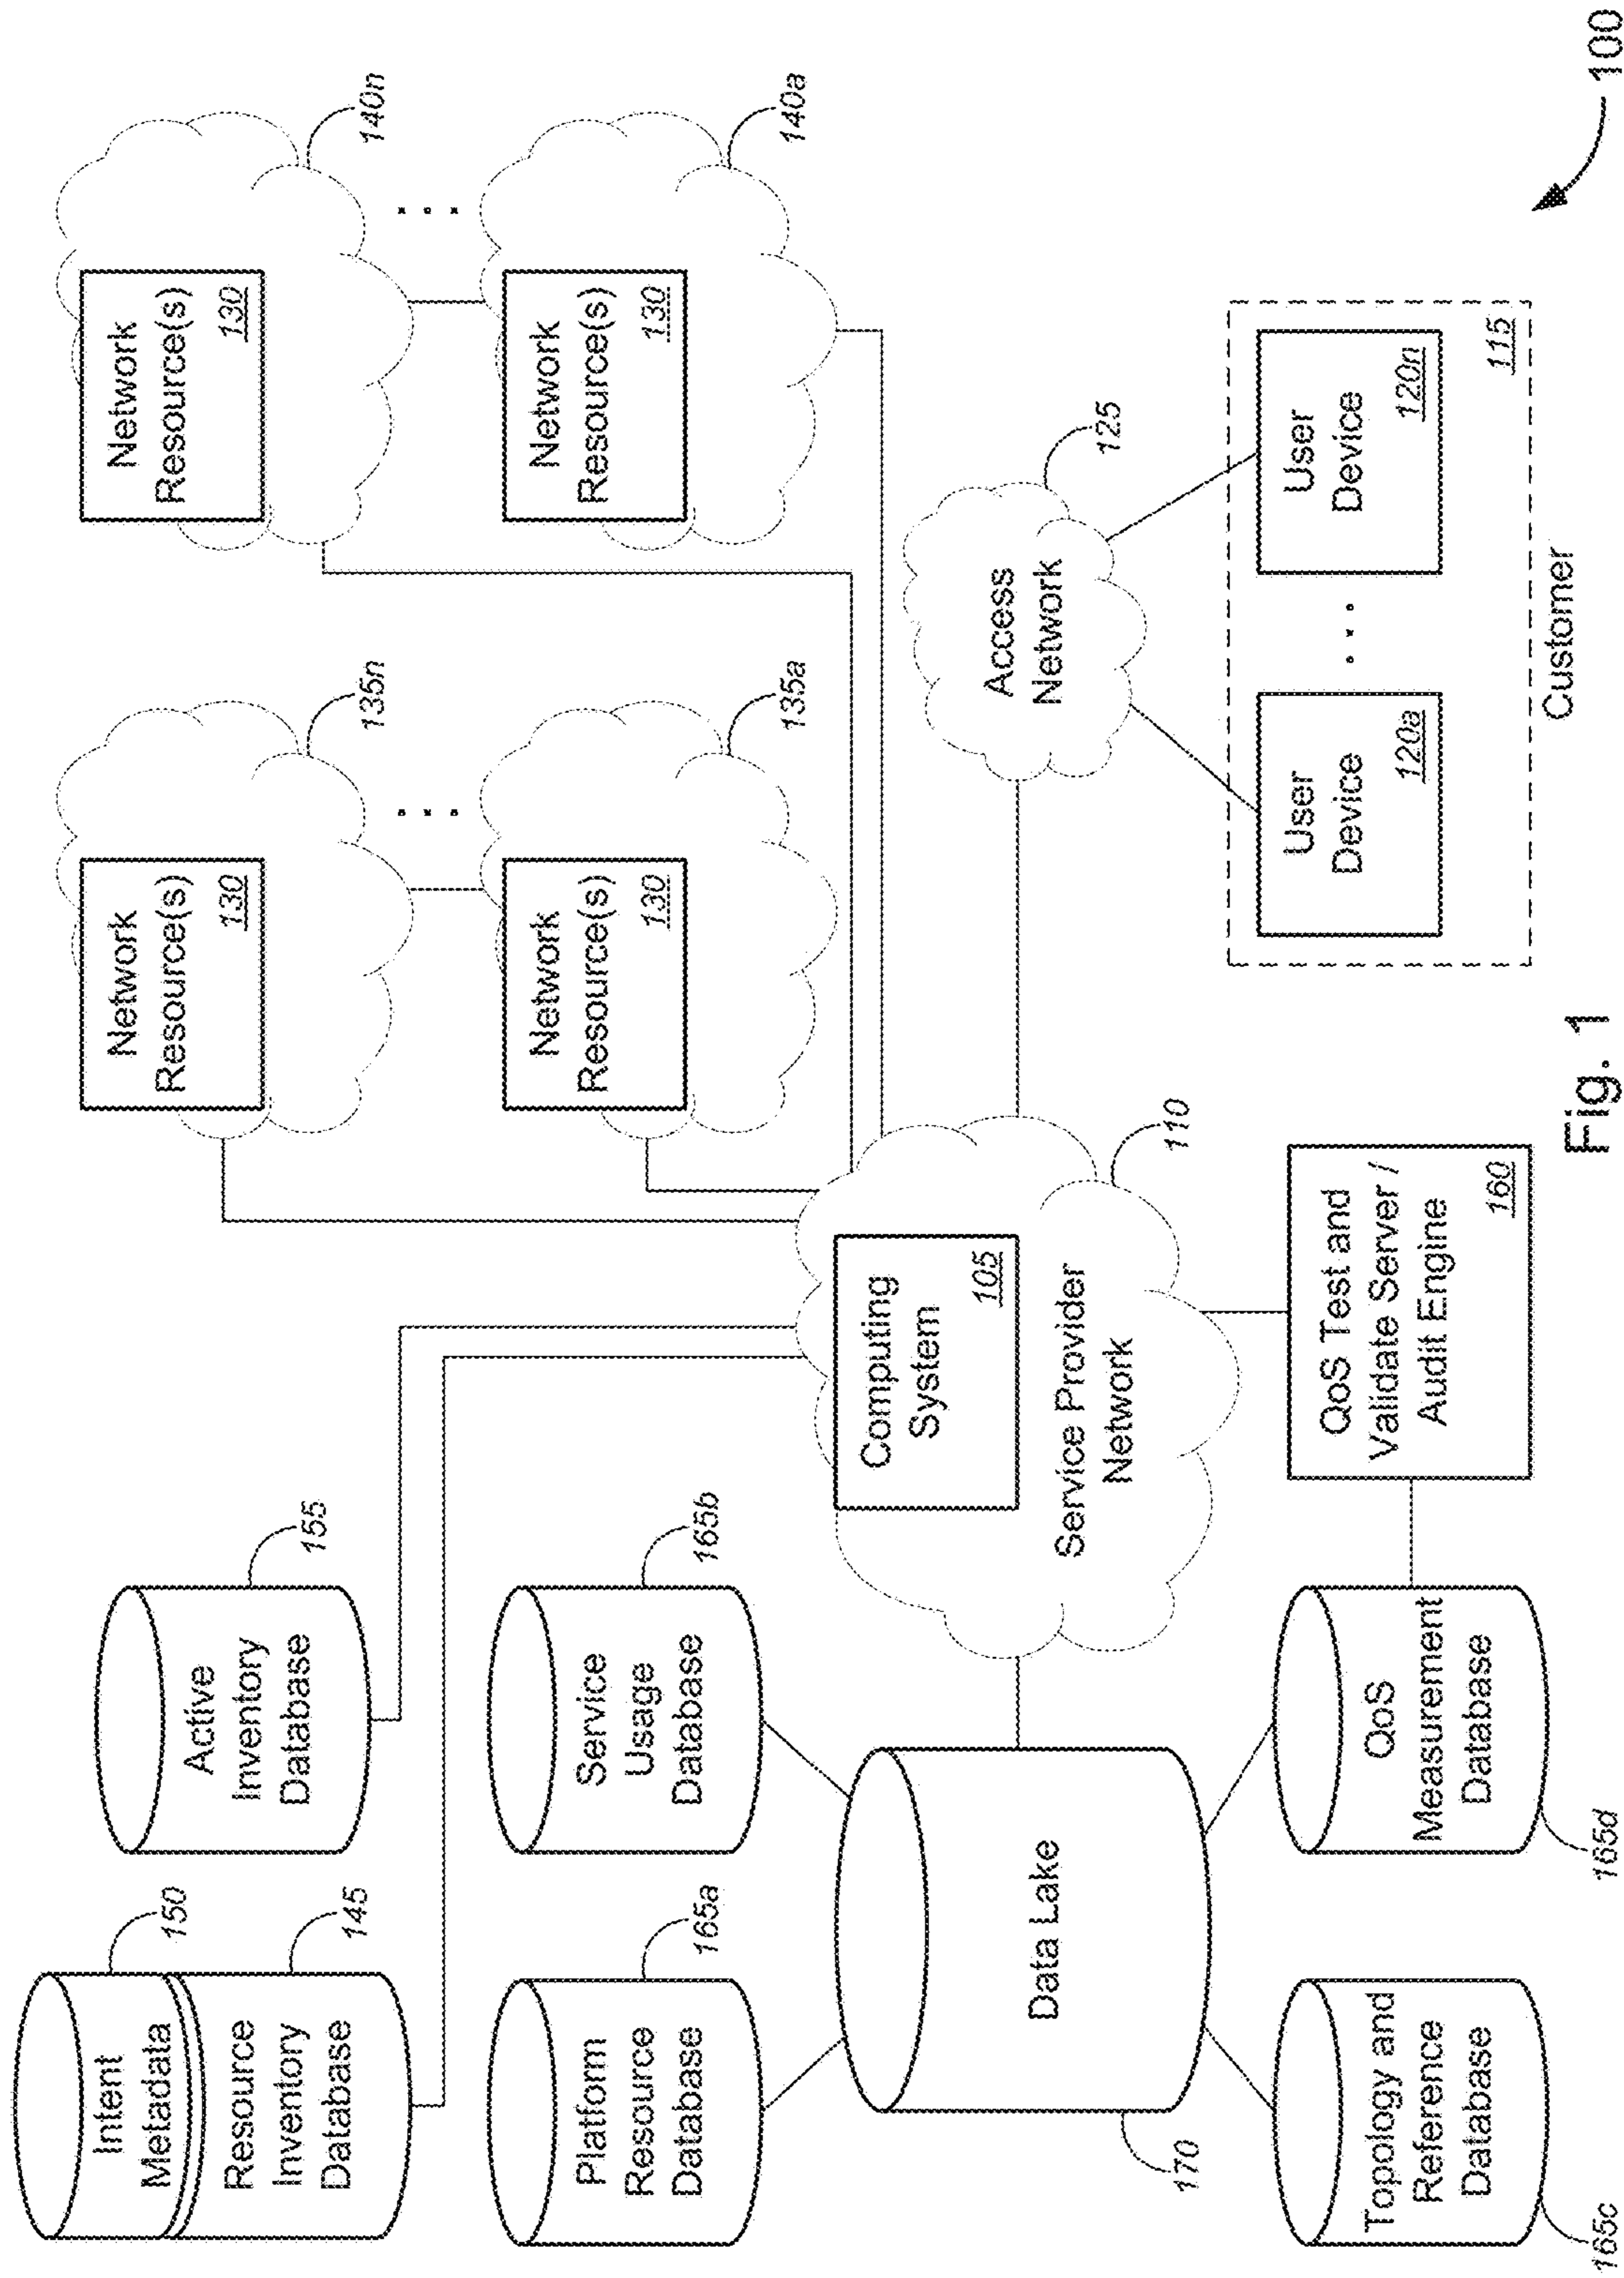 Intent
Metadata
150
Resource
Inventory
Database
145
Active
Inventory
Database
155
Network
Resource(s)
130
135n
Network
Resource(s)
130
140n
Platform
Resource
Database
165a
Service
Usage
Database
165b
Network
Resource(s)
130
135a
Network
Resource(s)
130
140a
Data Lake
170
Computing
System
105
Service Provider
Network
110
Access
Network
125
Topology and
Reference
Database
165c
QoS
Measurement
Database
165d
QoS Test and
Validate Server /
Audit Engine
160
User
Device
120a
User
Device
120n
115
Customer
Fig. 1
100